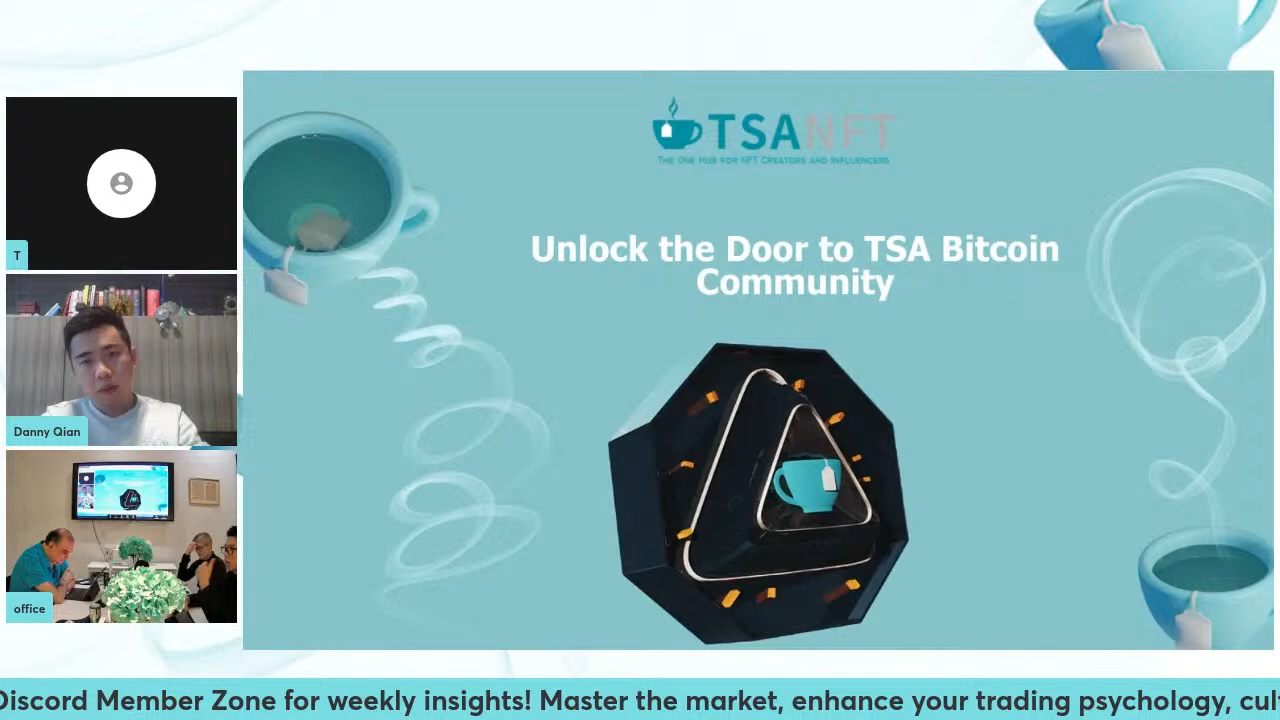 TSANFT
The One Hub for NFT Creators and Influencers
Unlock the Door to TSA Bitcoin
Community
T
Danny Qian
office
Discord Member Zone for weekly insights! Master the market, enhance your trading psychology, cul